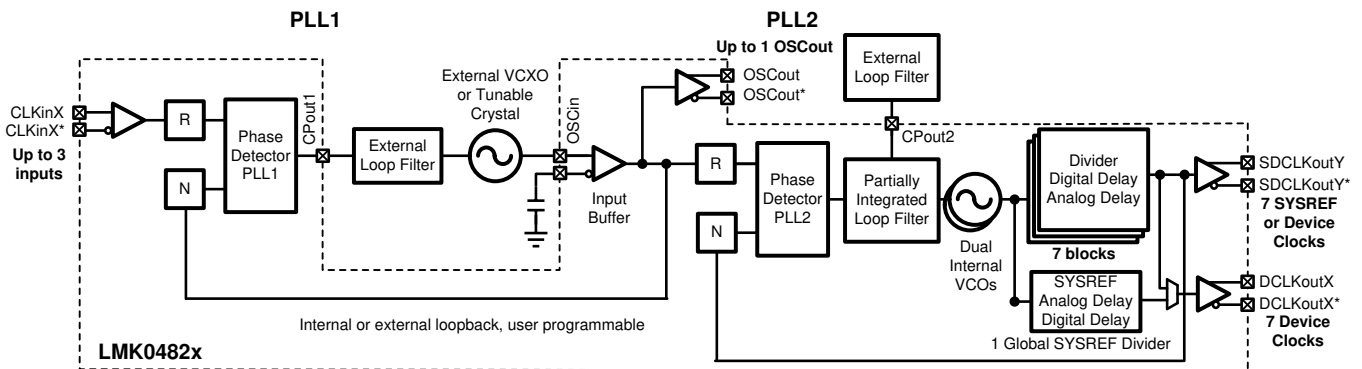 PLL1
PLL2
Up to 1 OSCout
External
Loop Filter
External VCXO
or Tunable
Crystal
OSCin
OSCout
OSCout*
CLKinX
CLKinX*
Up to 3
inputs
R
N
Phase
Detector
PLL1
CPout1
External
Loop Filter
Input
Buffer
R
N
Phase
Detector
PLL2
CPout2
Partially
Integrated
Loop Filter
Dual
Internal
VCOs
Divider
Digital Delay
Analog Delay
7 blocks
SYSREF
Analog Delay
Digital Delay
1 Global SYSREF Divider
SDCLKoutY
SDCLKoutY*
7 SYSREF
or Device
Clocks
DCLKoutX
DCLKoutX*
7 Device
Clocks
Internal or external loopback, user programmable
LMK0482x